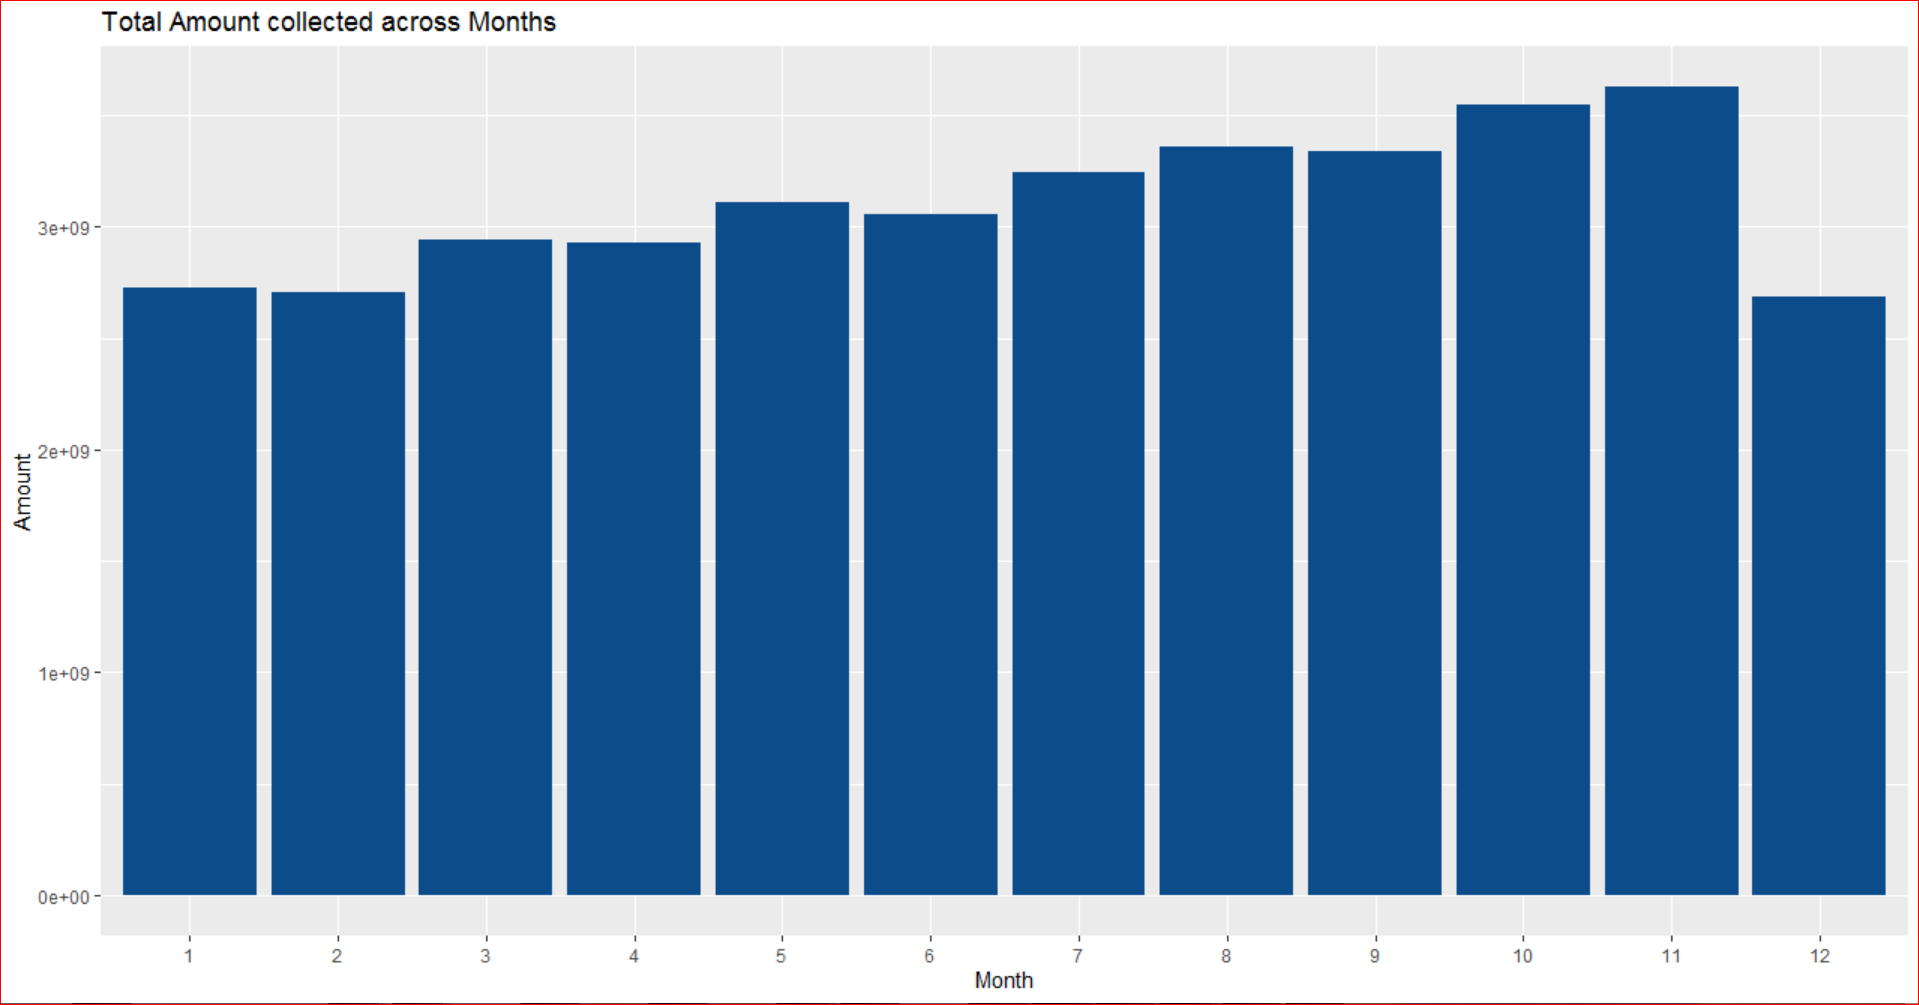 Total Amount collected across Months
3e+09
2e+09
1e+09
0e+00
Amount
1 2 3 4 5 6 7 8 9 10 11 12
Month